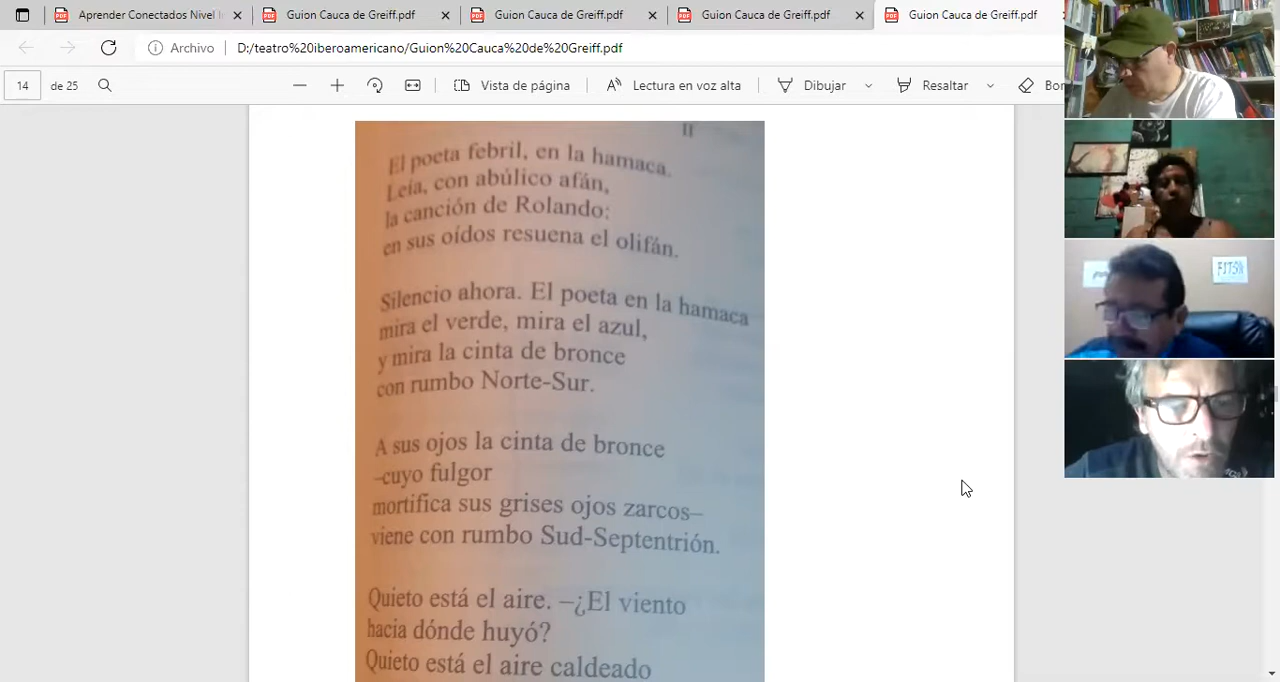 Aprender Conectados Nivel I
Guion Cauca de Greiff.pdf
Guion Cauca de Greiff.pdf
Guion Cauca de Greiff.pdf
Guion Cauca de Greiff.pdf
Archivo
D:/teatro%20iberoamericano/Guion%20Cauca%20de%20Greiff.pdf
14 de 25
Vista de página
Lectura en voz alta
Dibujar
Resaltar
II
El poeta febril, en la hamaca.
Leía, con abúlico afán,
la canción de Rolando:
en sus oídos resuena el olifán.
Silencio ahora. El poeta en la hamaca
mira el verde, mira el azul,
y mira la cinta de bronce
con rumbo Norte-Sur.
A sus ojos la cinta de bronce
–cuyo fulgor
mortifica sus grises ojos zarcos–
viene con rumbo Sud-Septentrión.
Quieto está el aire. –¿El viento
hacia dónde huyó?
Quieto está el aire caldeado